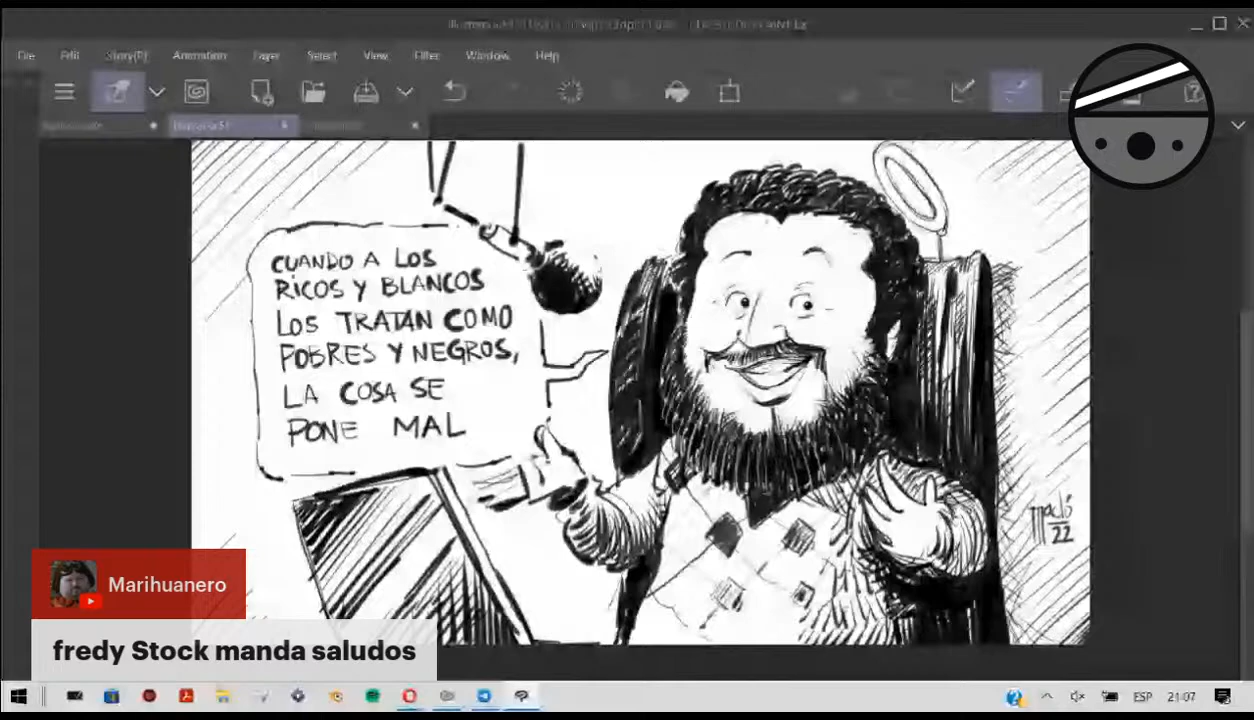 File Edit Story(P) Animation Layer Select View Filter Window Help
CUANDO A LOS
RICOS Y BLANCOS
LOS TRATAN COMO
POBRES Y NEGROS,
LA COSA SE
PONE MAL
22
Marihuanero
fredy Stock manda saludos
ESP 21:07